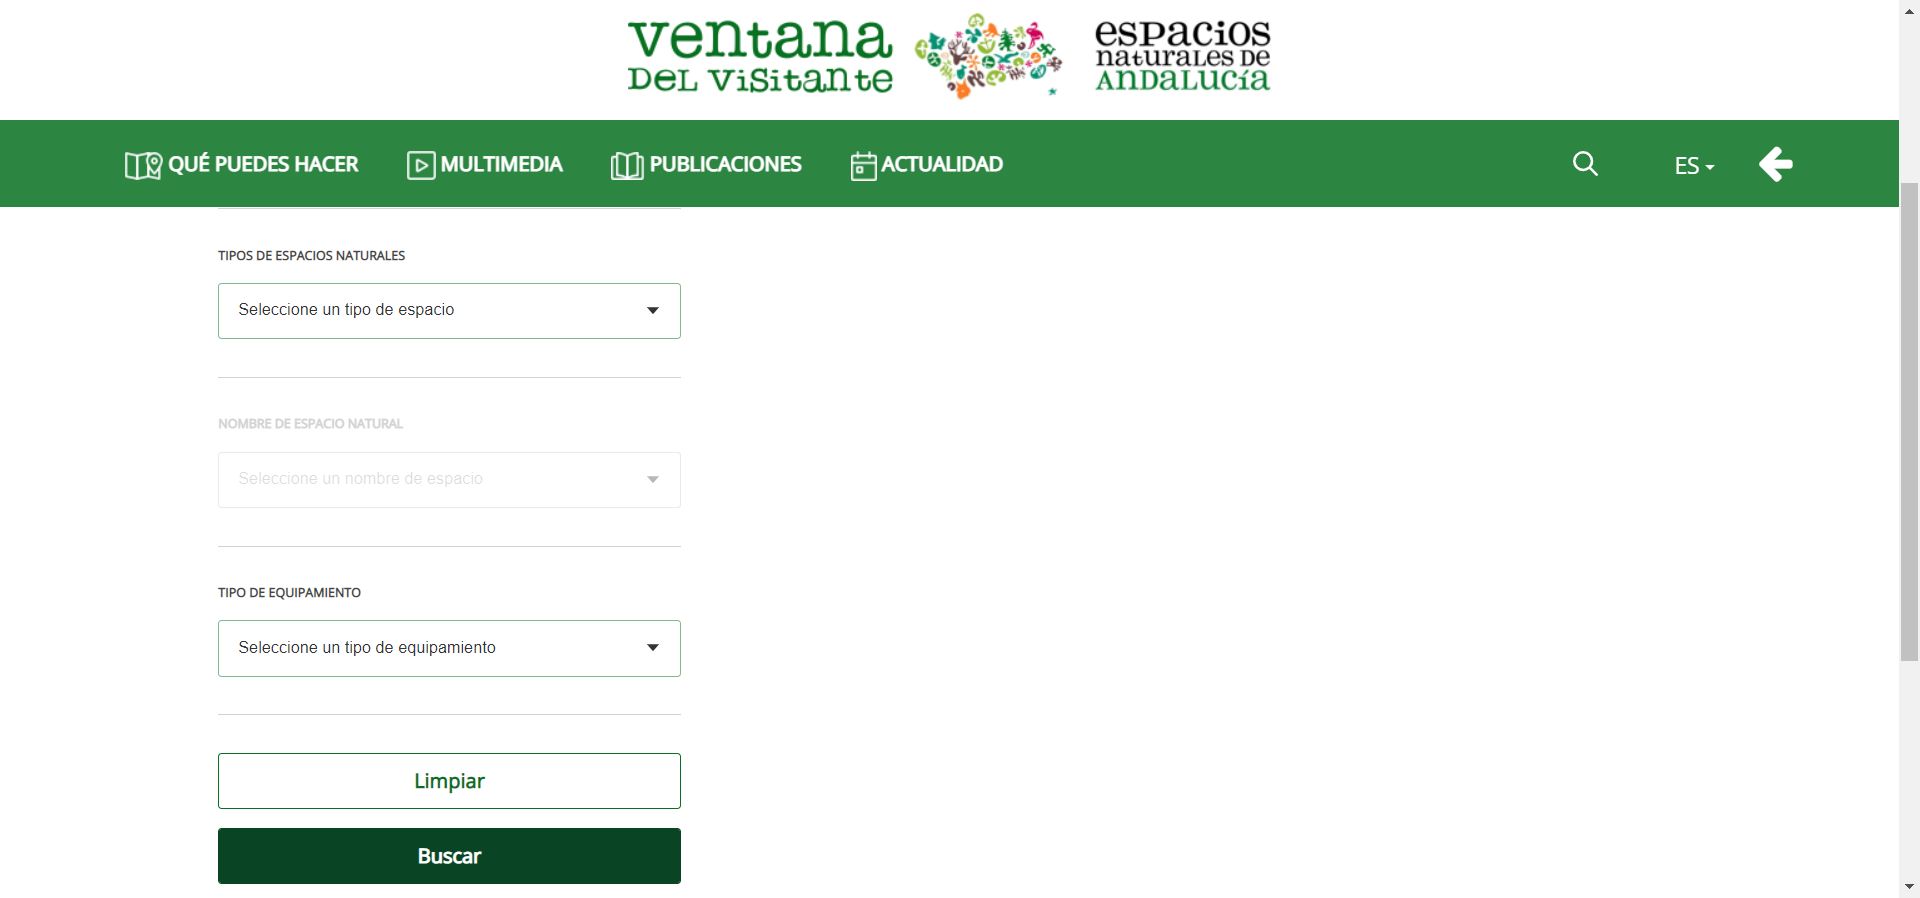 ventana
DEL VISITANTE
ESPACIOS
NATURALES DE
ANDALUCÍA
QUÉ PUEDES HACER
MULTIMEDIA
PUBLICACIONES
ACTUALIDAD
ES
TIPOS DE ESPACIOS NATURALES
Seleccione un tipo de espacio
NOMBRE DE ESPACIO NATURAL
Seleccione un nombre de espacio
TIPO DE EQUIPAMIENTO
Seleccione un tipo de equipamiento
Limpiar
Buscar